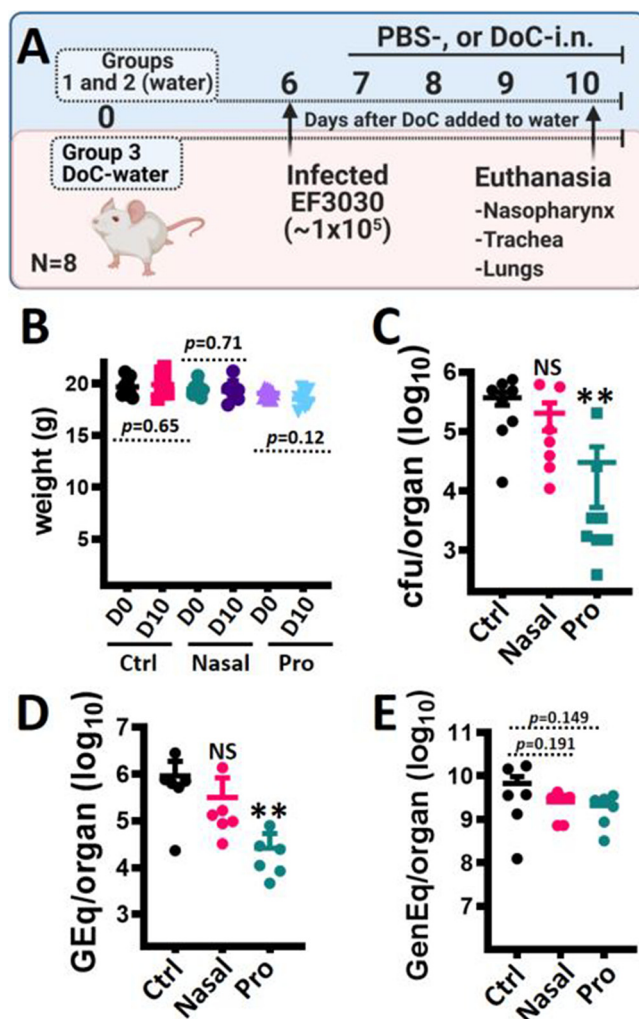 A
Groups
1 and 2 (water)
PBS-, or DoC-i.n.
0 6 7 8 9 10
Days after DoC added to water
Group 3
DoC-water
N=8
Infected
EF3030
(~1x10⁵)
Euthanasia
-Nasopharynx
-Trachea
-Lungs
B
weight (g)
20
15
10
5
p=0.71
p=0.65
p=0.12
D0 D10 D0 D10 D0 D10
Ctrl Nasal Pro
C
cfu/organ (log₁₀)
6
5
4
3
NS
**
Ctrl Nasal Pro
D
GEq/organ (log₁₀)
7
6
5
4
3
NS
**
Ctrl Nasal Pro
E
GenEq/organ (log₁₀)
11
10
9
8
7
p=0.149
p=0.191
Ctrl Nasal Pro